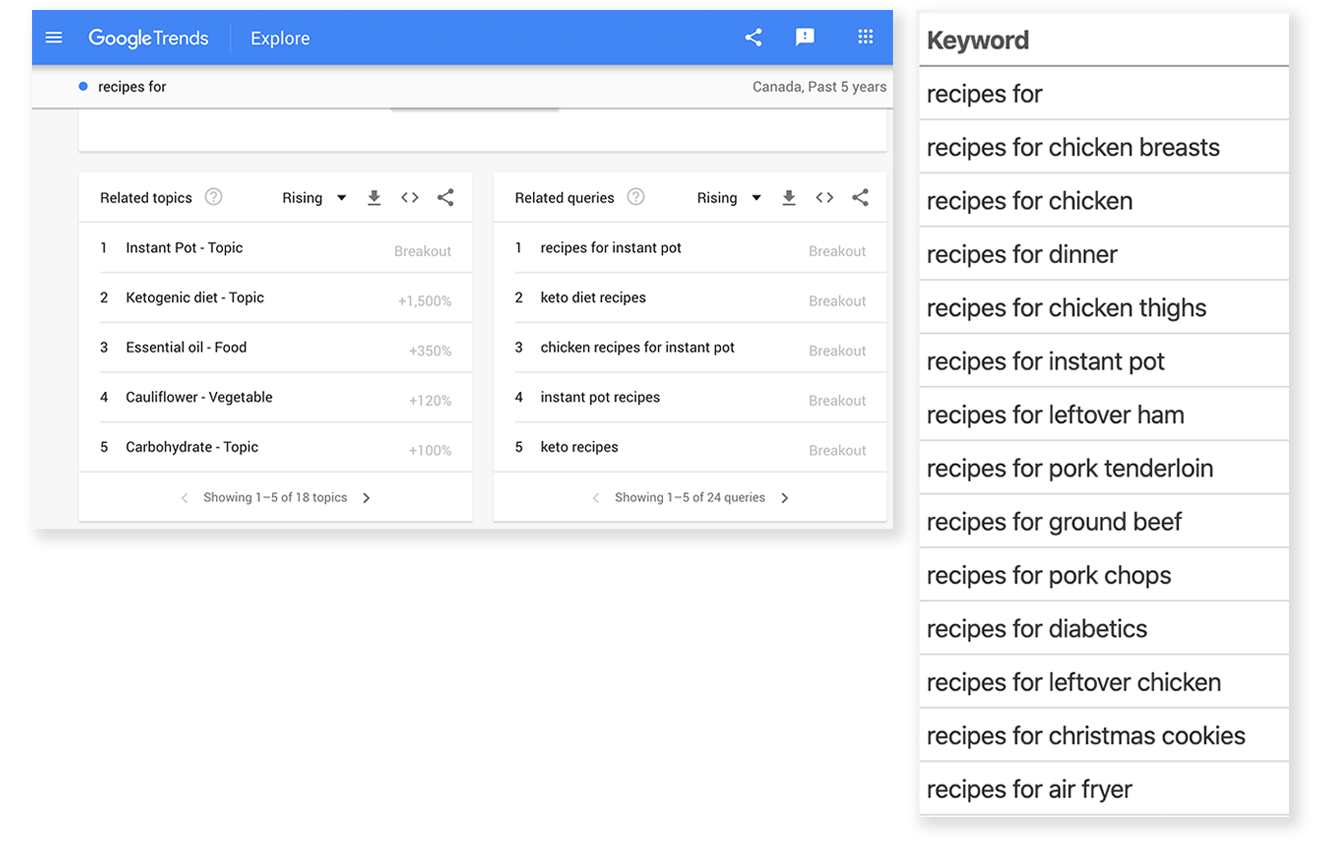 Google Trends Explore
recipes for
Canada, Past 5 years
Related topics
Rising
1 Instant Pot - Topic Breakout
2 Ketogenic diet - Topic +1,500%
3 Essential oil - Food +350%
4 Cauliflower - Vegetable +120%
5 Carbohydrate - Topic +100%
Showing 1–5 of 18 topics
Related queries
Rising
1 recipes for instant pot Breakout
2 keto diet recipes Breakout
3 chicken recipes for instant pot Breakout
4 instant pot recipes Breakout
5 keto recipes Breakout
Showing 1–5 of 24 queries
Keyword
recipes for
recipes for chicken breasts
recipes for chicken
recipes for dinner
recipes for chicken thighs
recipes for instant pot
recipes for leftover ham
recipes for pork tenderloin
recipes for ground beef
recipes for pork chops
recipes for diabetics
recipes for leftover chicken
recipes for christmas cookies
recipes for air fryer